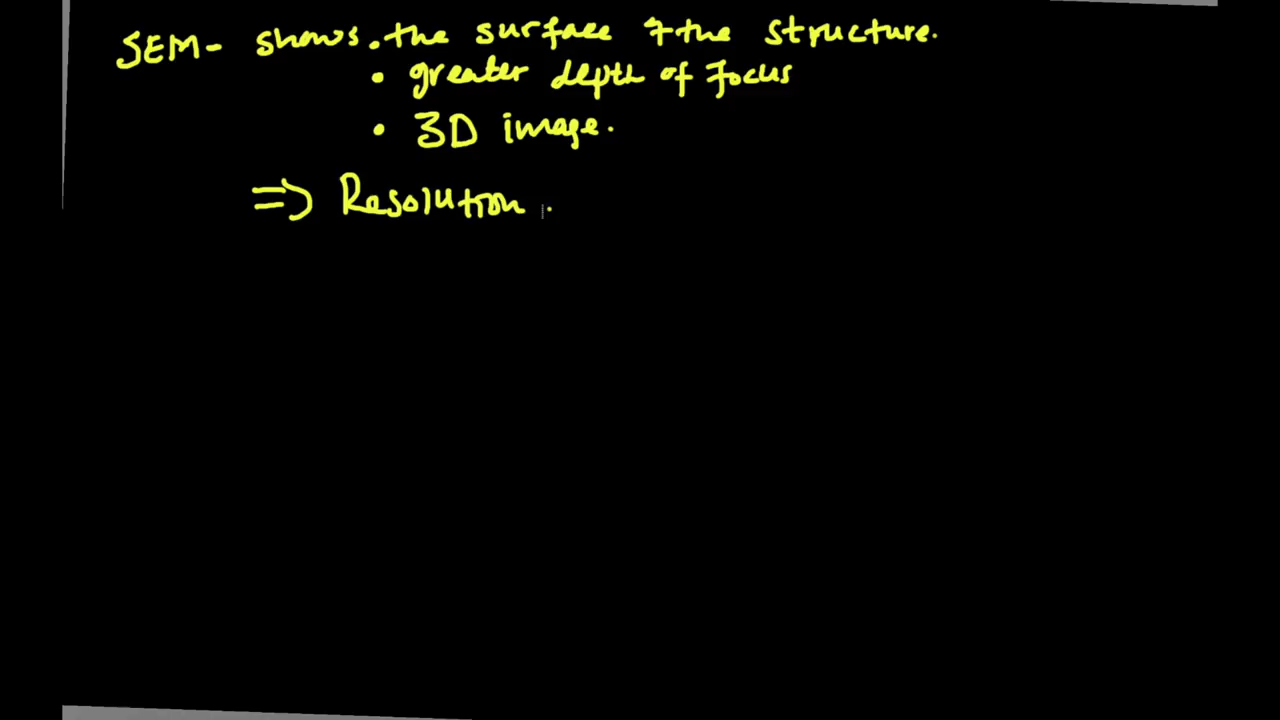 SEM- shows • the surface of the structure.
• greater depth of focus
• 3D image.
=> Resolution .